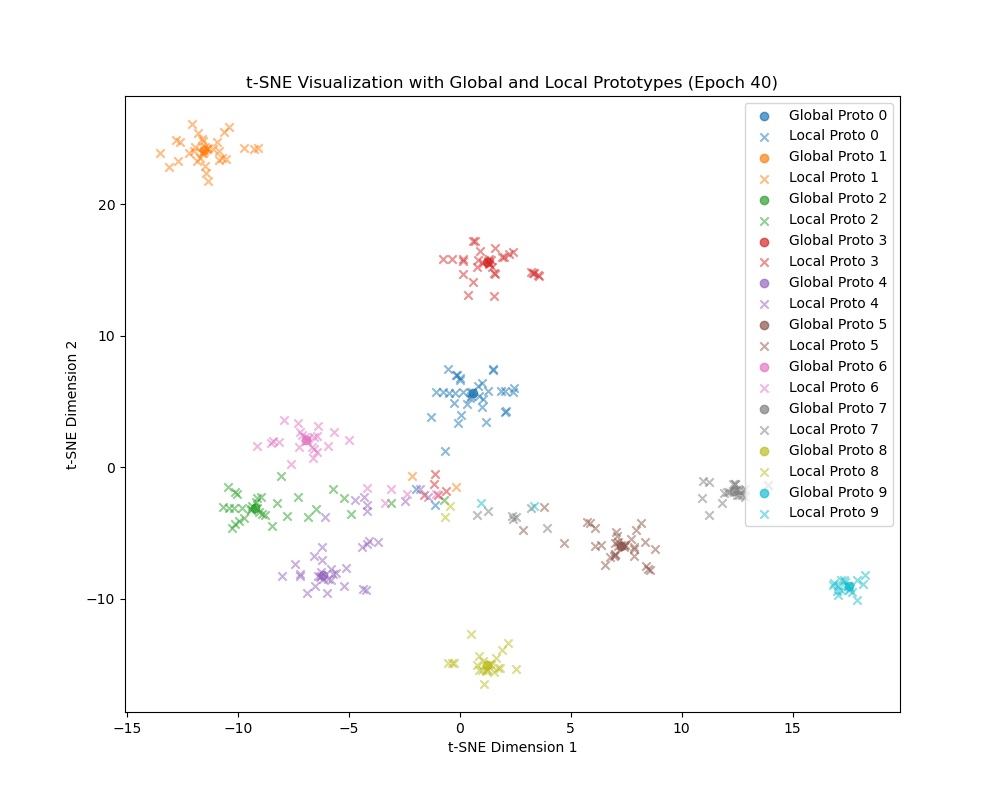 t-SNE Visualization with Global and Local Prototypes (Epoch 40)
Global Proto 0
Local Proto 0
Global Proto 1
Local Proto 1
Global Proto 2
Local Proto 2
Global Proto 3
Local Proto 3
Global Proto 4
Local Proto 4
Global Proto 5
Local Proto 5
Global Proto 6
Local Proto 6
Global Proto 7
Local Proto 7
Global Proto 8
Local Proto 8
Global Proto 9
Local Proto 9
t-SNE Dimension 2
20
10
0
−10
−15
−10
−5
0
5
10
15
t-SNE Dimension 1